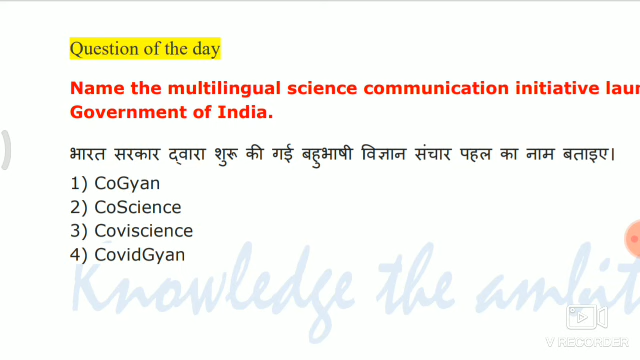 Question of the day
Name the multilingual science communication initiative
Government of India.
भारत सरकार द्वारा शुरू की गई बहुभाषी विज्ञान संचार पहल का नाम बताइए।
1) CoGyan
2) CoScience
3) Coviscience
4) CovidGyan
Knowledge the
V RECORDER